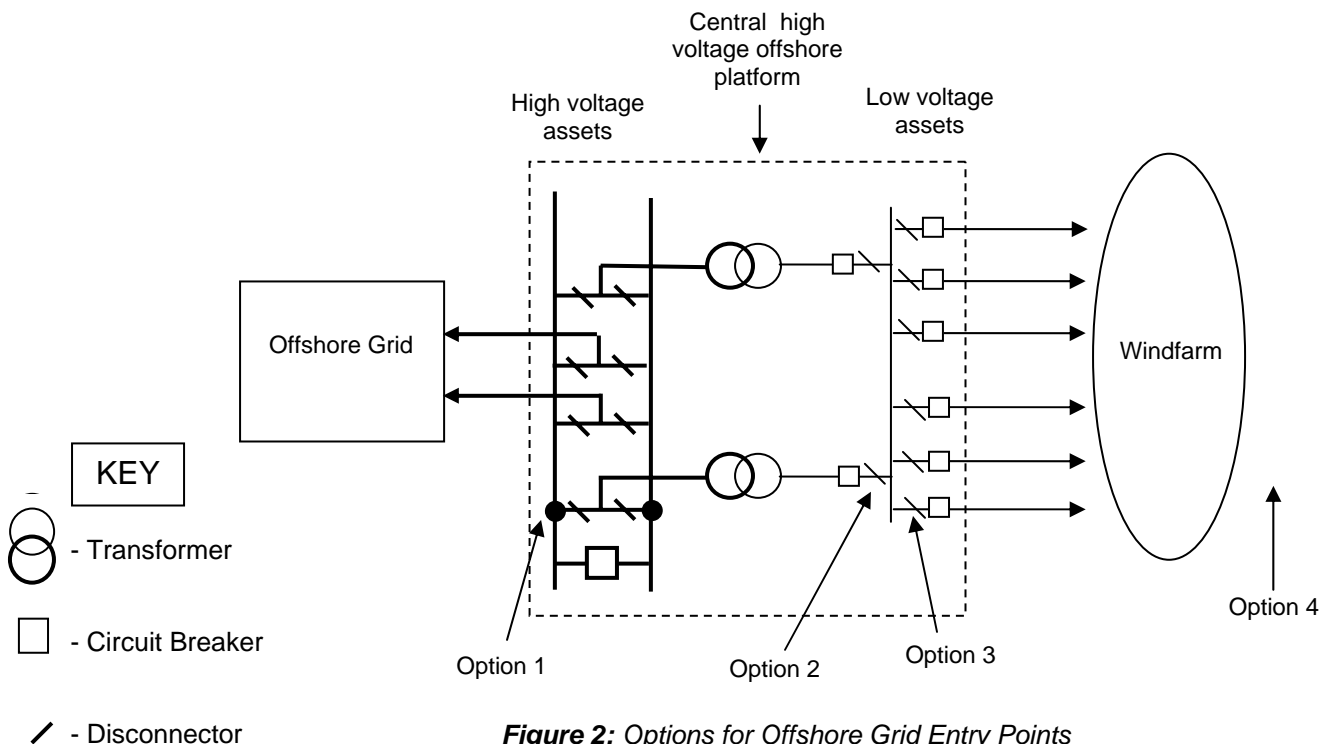 Central high
voltage offshore
platform
High voltage
assets
Low voltage
assets
Offshore Grid
Windfarm
KEY
- Transformer
- Circuit Breaker
- Disconnector
Option 1
Option 2
Option 3
Option 4
Figure 2: Options for Offshore Grid Entry Points